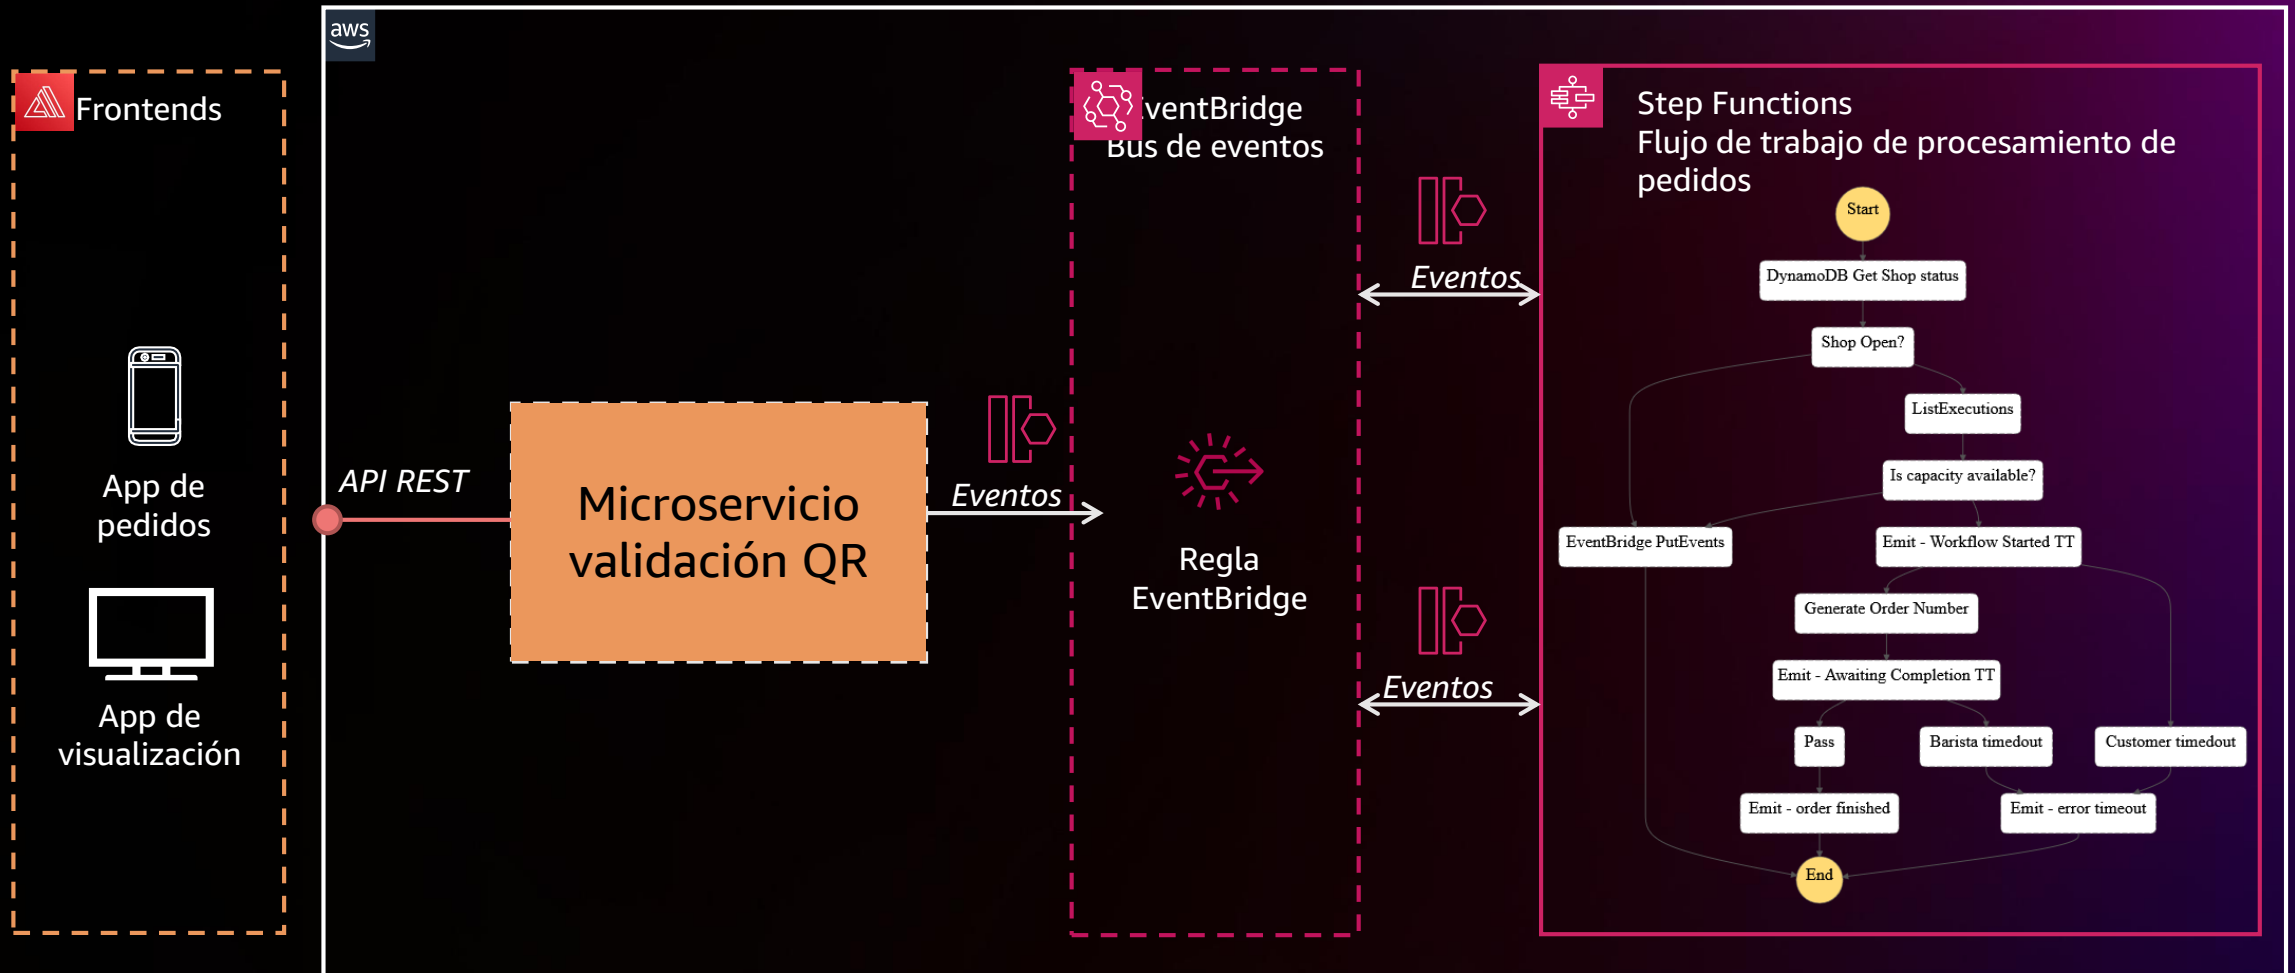 aws
Frontends
App de
pedidos
App de
visualización
API REST
Microservicio
validación QR
Eventos
EventBridge
Bus de eventos
Regla
EventBridge
Eventos
Eventos
Step Functions
Flujo de trabajo de procesamiento de
pedidos
Start
DynamoDB Get Shop status
Shop Open?
ListExecutions
Is capacity available?
EventBridge PutEvents
Emit - Workflow Started TT
Generate Order Number
Emit - Awaiting Completion TT
Pass
Barista timedout
Customer timedout
Emit - order finished
Emit - error timeout
End